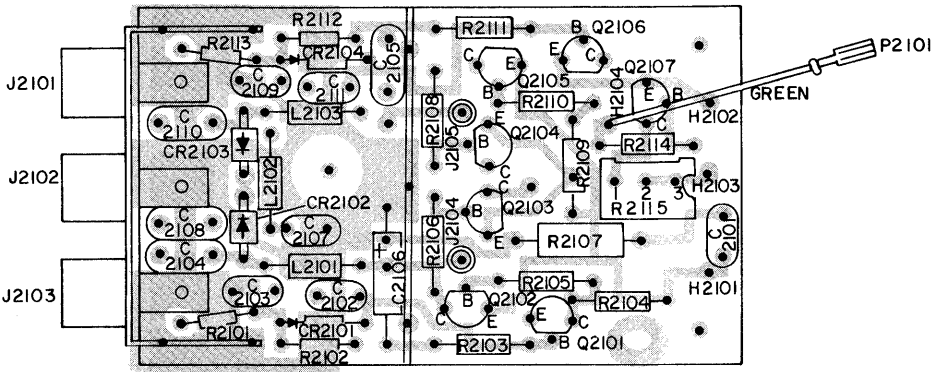 R2112
R2111
B Q2106
P2101
R2113
CR2104
C 2105
E
C
Q2107
J2101
C 2109
C 2111
C
E
Q2105
H2104
E
B
GREEN
L2103
R2108
R2110
C
H2102
C 2110
J2105
Q2104
B
C
R2109
R2114
CR2103
L2102
J2102
2
3
H2103
CR2102
C
B
Q2103
E
R2115
C 2108
C 2107
R2106
J2104
C 2101
C 2104
+
C2106
R2107
L2101
J2103
C 2103
C 2102
R2105
H2101
B
Q2102
C
E
E
C
R2104
R2101
CR2101
R2102
R2103
B Q2101